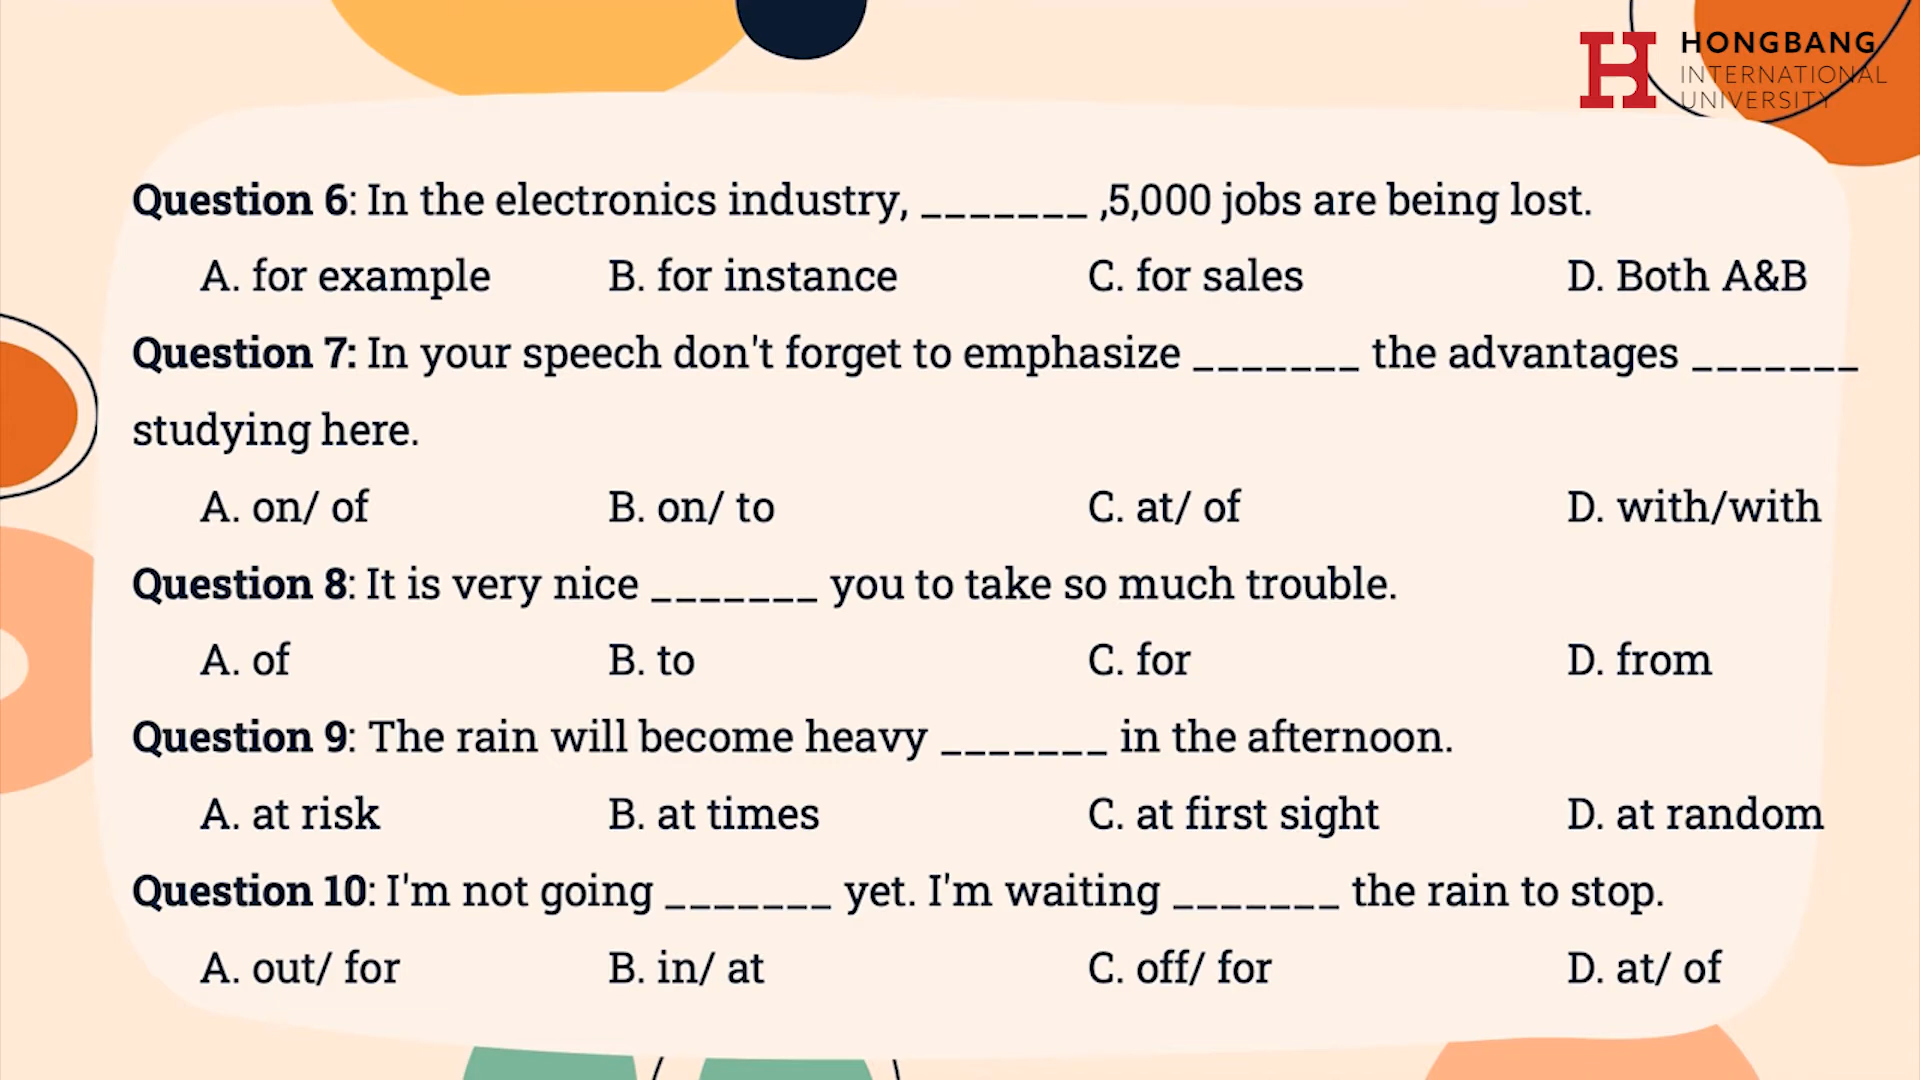 HONGBANG
INTERNATIONAL
UNIVERSITY
Question 6: In the electronics industry, _______ ,5,000 jobs are being lost.
A. for example B. for instance C. for sales D. Both A&B
Question 7: In your speech don't forget to emphasize _______ the advantages _______
studying here.
A. on/ of B. on/ to C. at/ of D. with/with
Question 8: It is very nice _______ you to take so much trouble.
A. of B. to C. for D. from
Question 9: The rain will become heavy _______ in the afternoon.
A. at risk B. at times C. at first sight D. at random
Question 10: I'm not going _______ yet. I'm waiting _______ the rain to stop.
A. out/ for B. in/ at C. off/ for D. at/ of